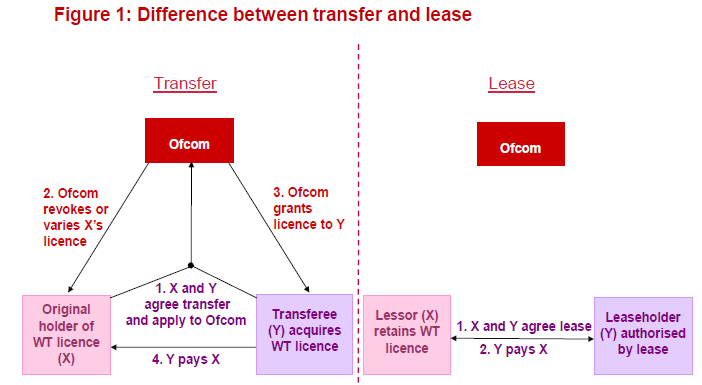 Figure 1: Difference between transfer and lease
Transfer
Ofcom
2. Ofcom
revokes or
varies X's
licence
3. Ofcom
grants
licence to Y
1. X and Y
agree transfer
and apply to Ofcom
Original
holder of
WT licence
(X)
Transferee
(Y) acquires
WT licence
4. Y pays X
Lease
Ofcom
Lessor (X)
retains WT
licence
1. X and Y agree lease
2. Y pays X
Leaseholder
(Y) authorised
by lease